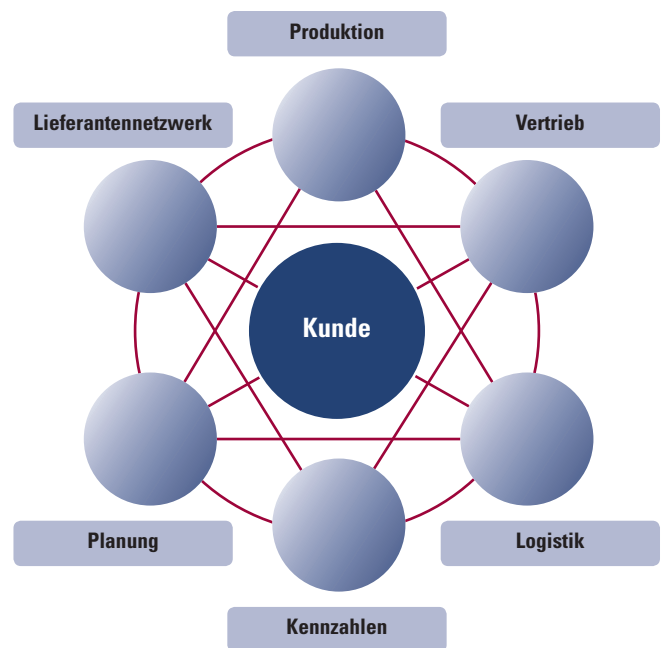 Produktion
Lieferantennetzwerk
Vertrieb
Kunde
Planung
Logistik
Kennzahlen